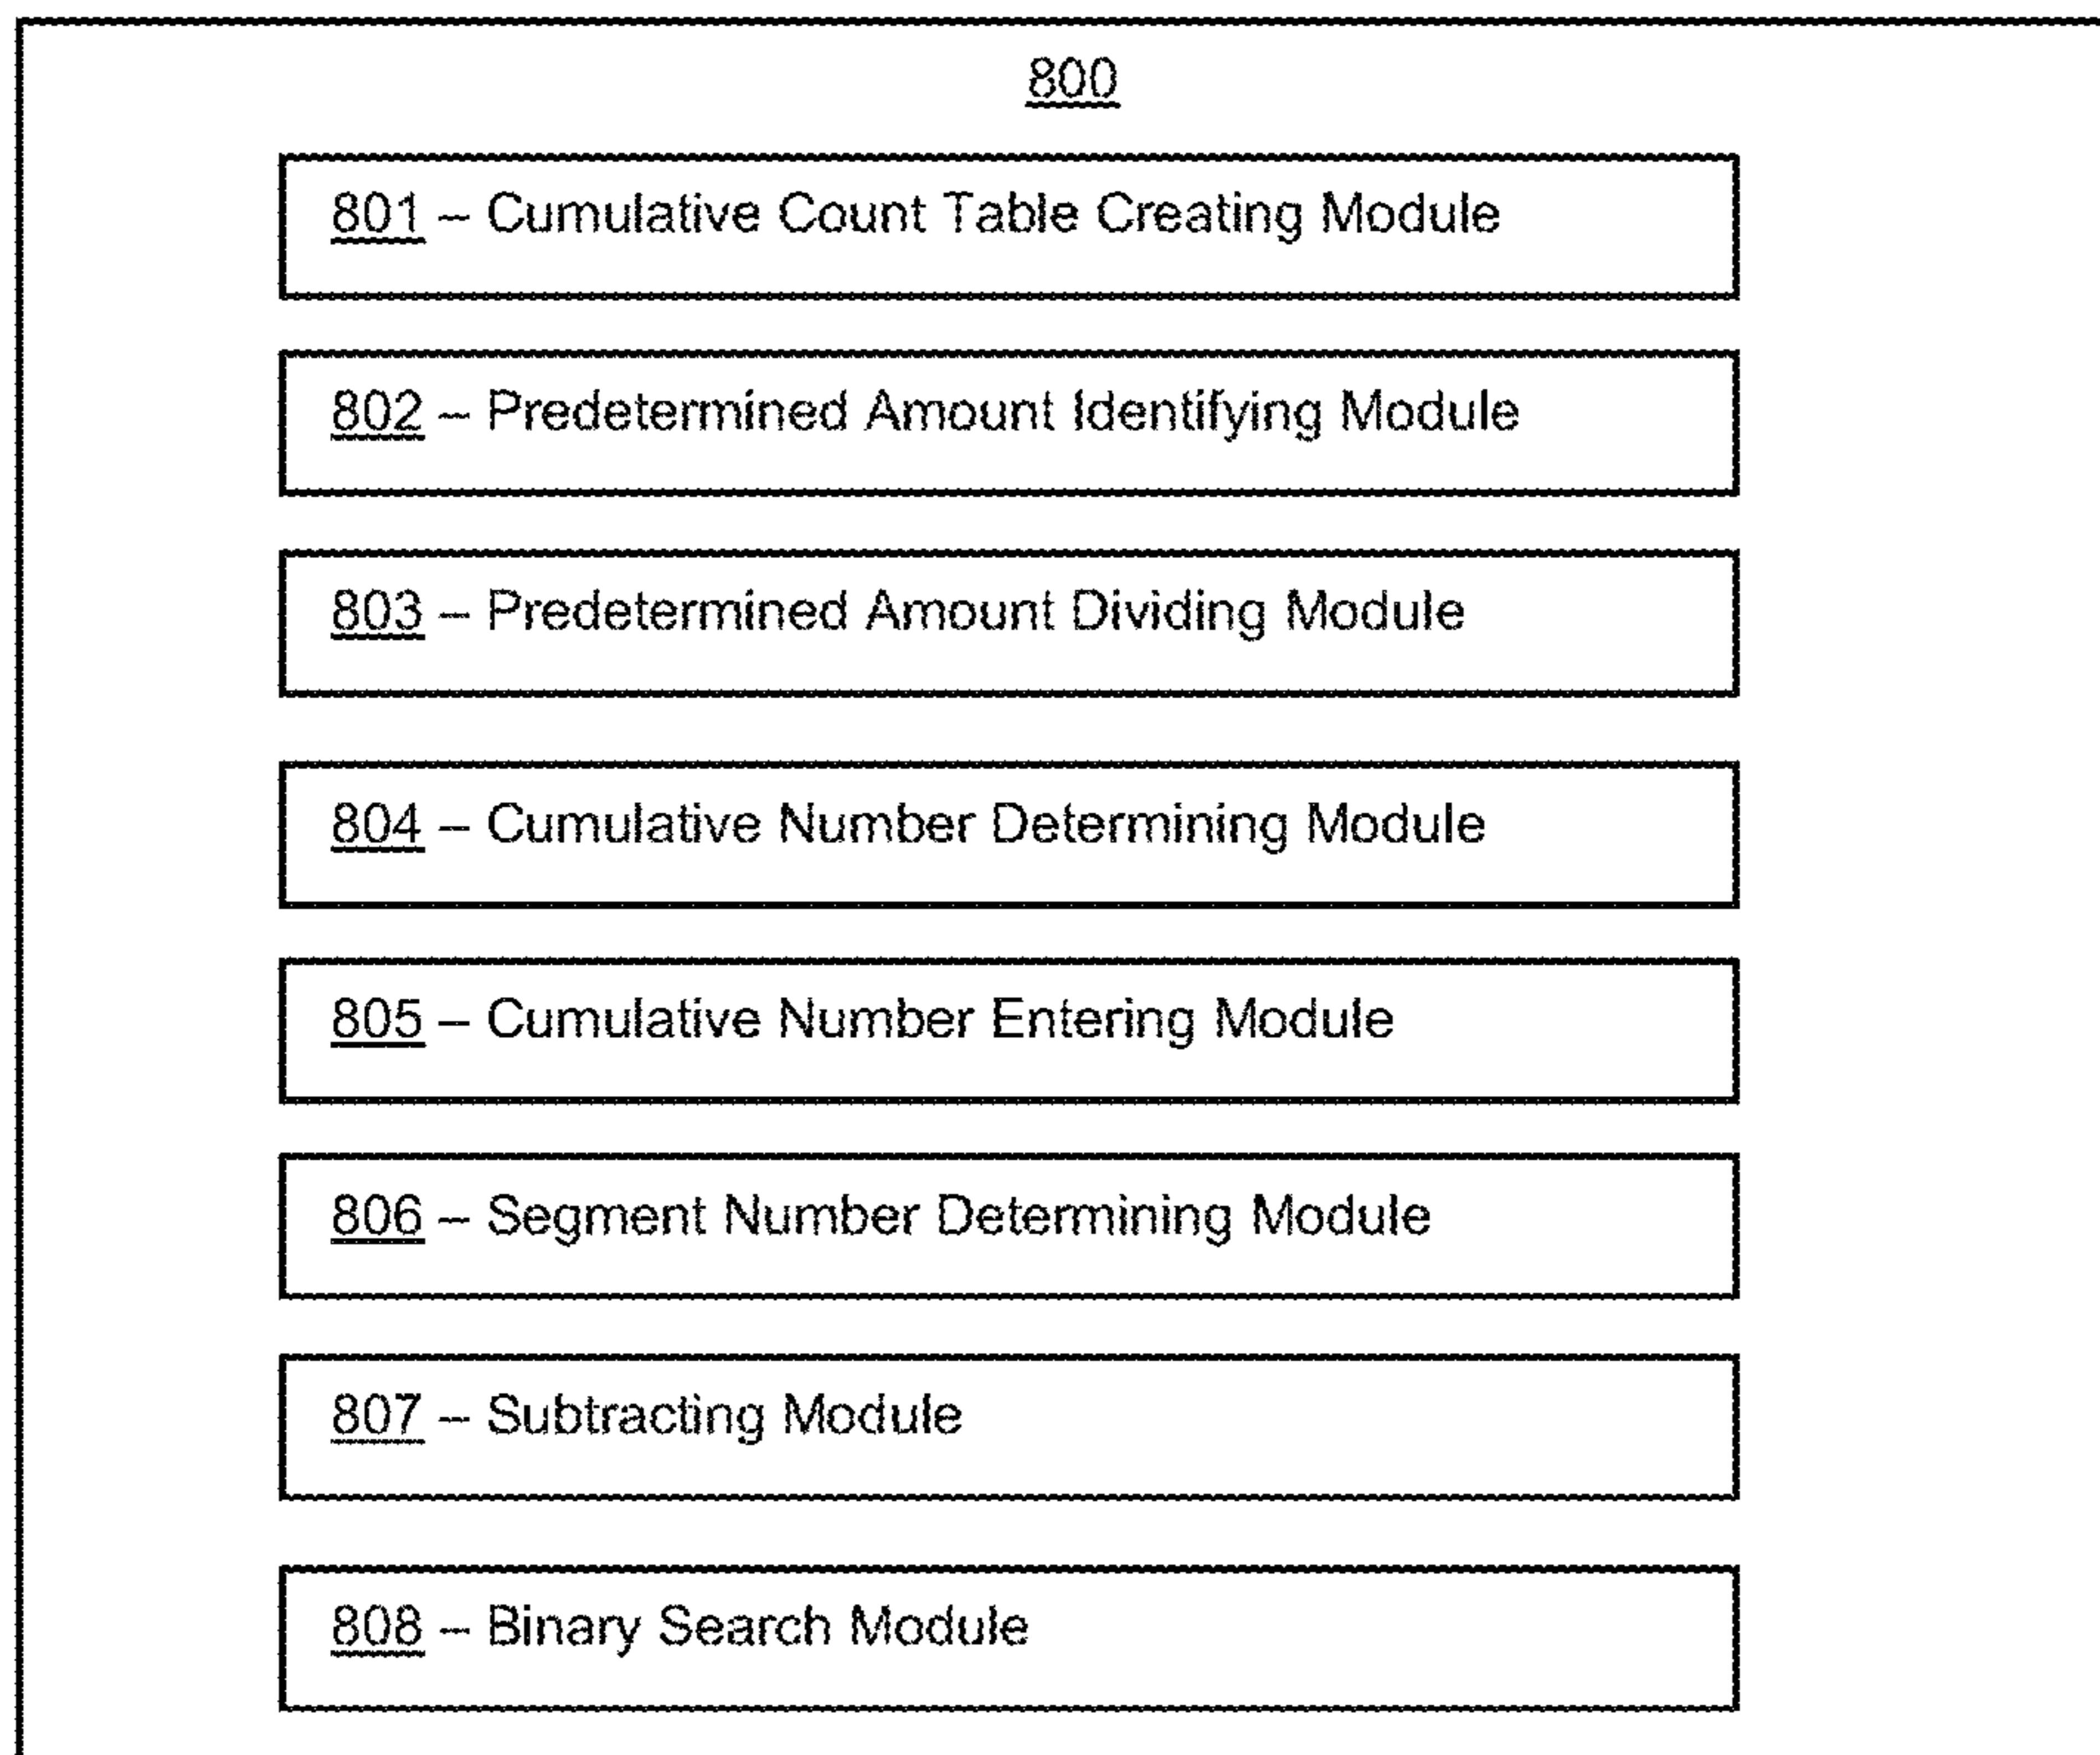 800
801 – Cumulative Count Table Creating Module
802 – Predetermined Amount Identifying Module
803 – Predetermined Amount Dividing Module
804 – Cumulative Number Determining Module
805 – Cumulative Number Entering Module
806 – Segment Number Determining Module
807 – Subtracting Module
808 – Binary Search Module